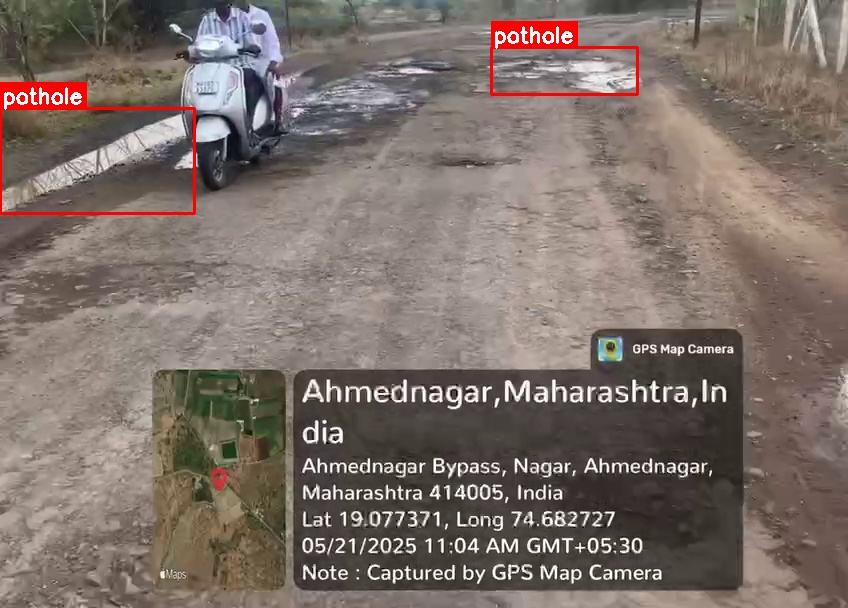 pothole
pothole
GPS Map Camera
Ahmednagar,Maharashtra,In
dia
Ahmednagar Bypass, Nagar, Ahmednagar,
Maharashtra 414005, India
Lat 19.077371, Long 74.682727
05/21/2025 11:04 AM GMT+05:30
Note : Captured by GPS Map Camera
Maps